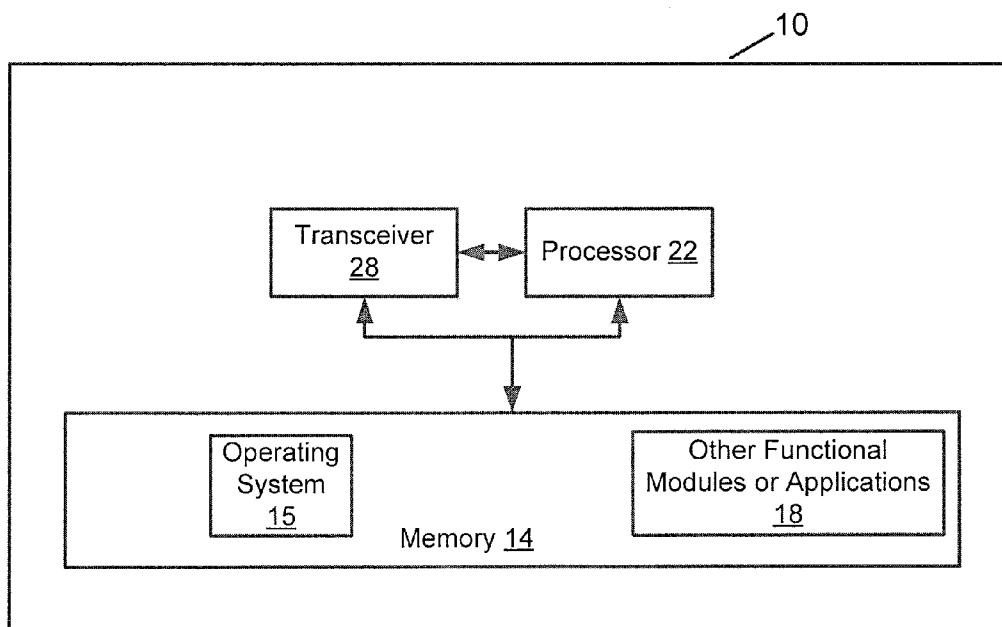 10
Transceiver
28
Processor 22
Operating
System
15
Other Functional
Modules or Applications
18
Memory 14